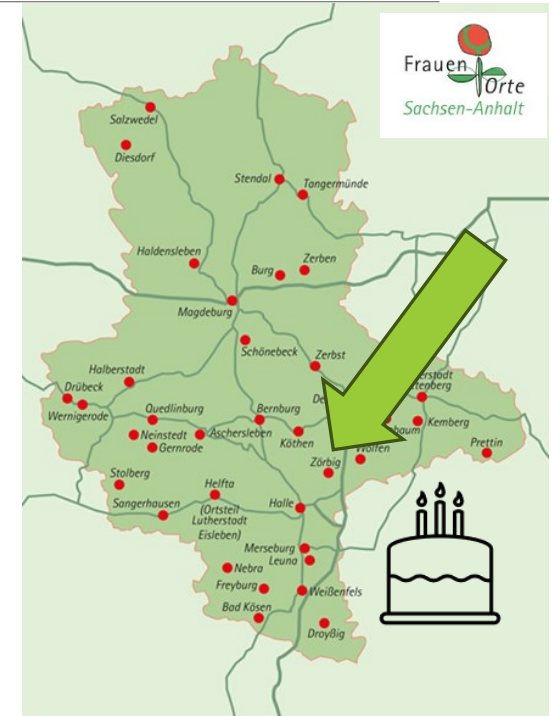 Frauen
Orte
Sachsen-Anhalt
Salzwedel
Diesdorf
Stendal
Tangermünde
Haldensleben
Burg
Zerben
Magdeburg
Schönebeck
Zerbst
Halberstadt
Drübeck
Wernigerode
Quedlinburg
Bernburg
Kemberg
Neinstedt
Aschersleben
Gernrode
Köthen
Wolfen
Prettin
Zörbig
Stolberg
Helfta
(Ortsteil
Lutherstadt
Eisleben)
Sangerhausen
Halle
Merseburg
Leuna
Nebra
Freyburg
Weißenfels
Bad Kösen
Droyßig